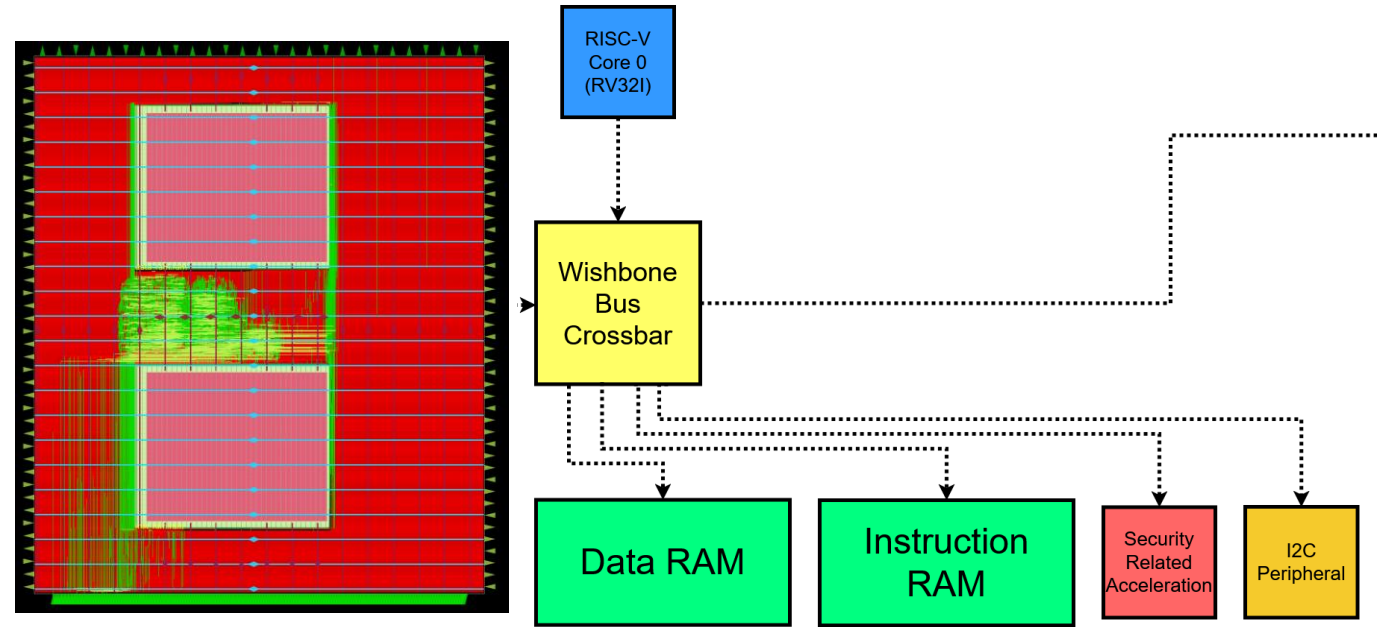 RISC-V
Core 0
(RV32I)
Wishbone
Bus
Crossbar
Data RAM
Instruction
RAM
Security
Related
Acceleration
I2C
Peripheral